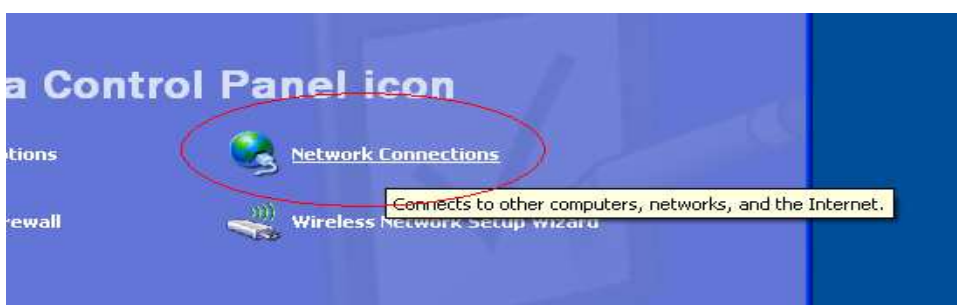 a Control Panel icon
tions
Network Connections
Connects to other computers, networks, and the Internet.
rewall
Wireless Network Setup Wizard